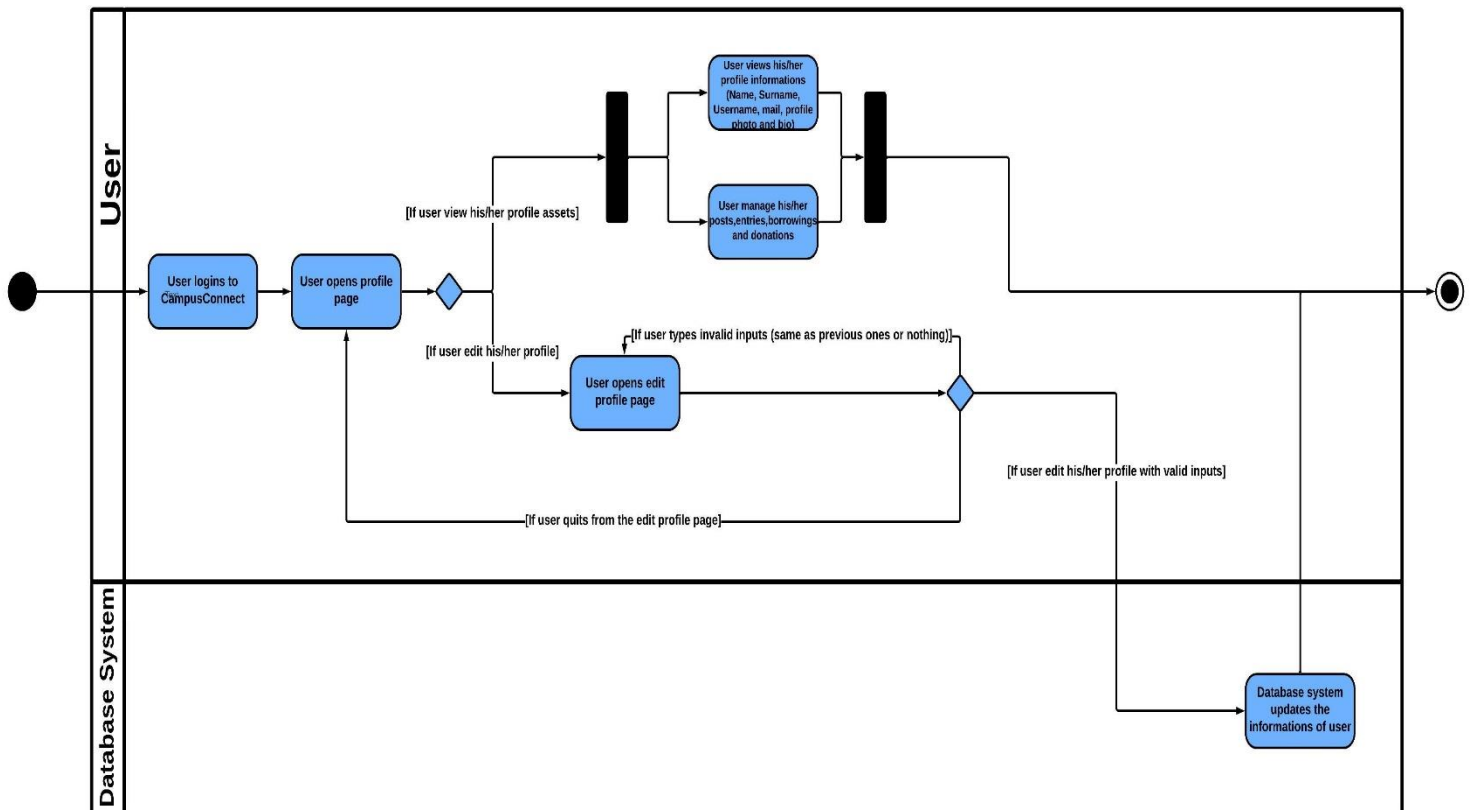 User
User views his/her
profile informations
(Name, Surname,
Username, mail, profile
photo and bio)
[If user view his/her profile assets]
User manage his/her
posts,entries,borrowings
and donations
User logins to
CampusConnect
User opens profile
page
[If user edit his/her profile]
[If user types invalid inputs (same as previous ones or nothing)]
User opens edit
profile page
[If user edit his/her profile with valid inputs]
[If user quits from the edit profile page]
Database System
Database system
updates the
informations of user